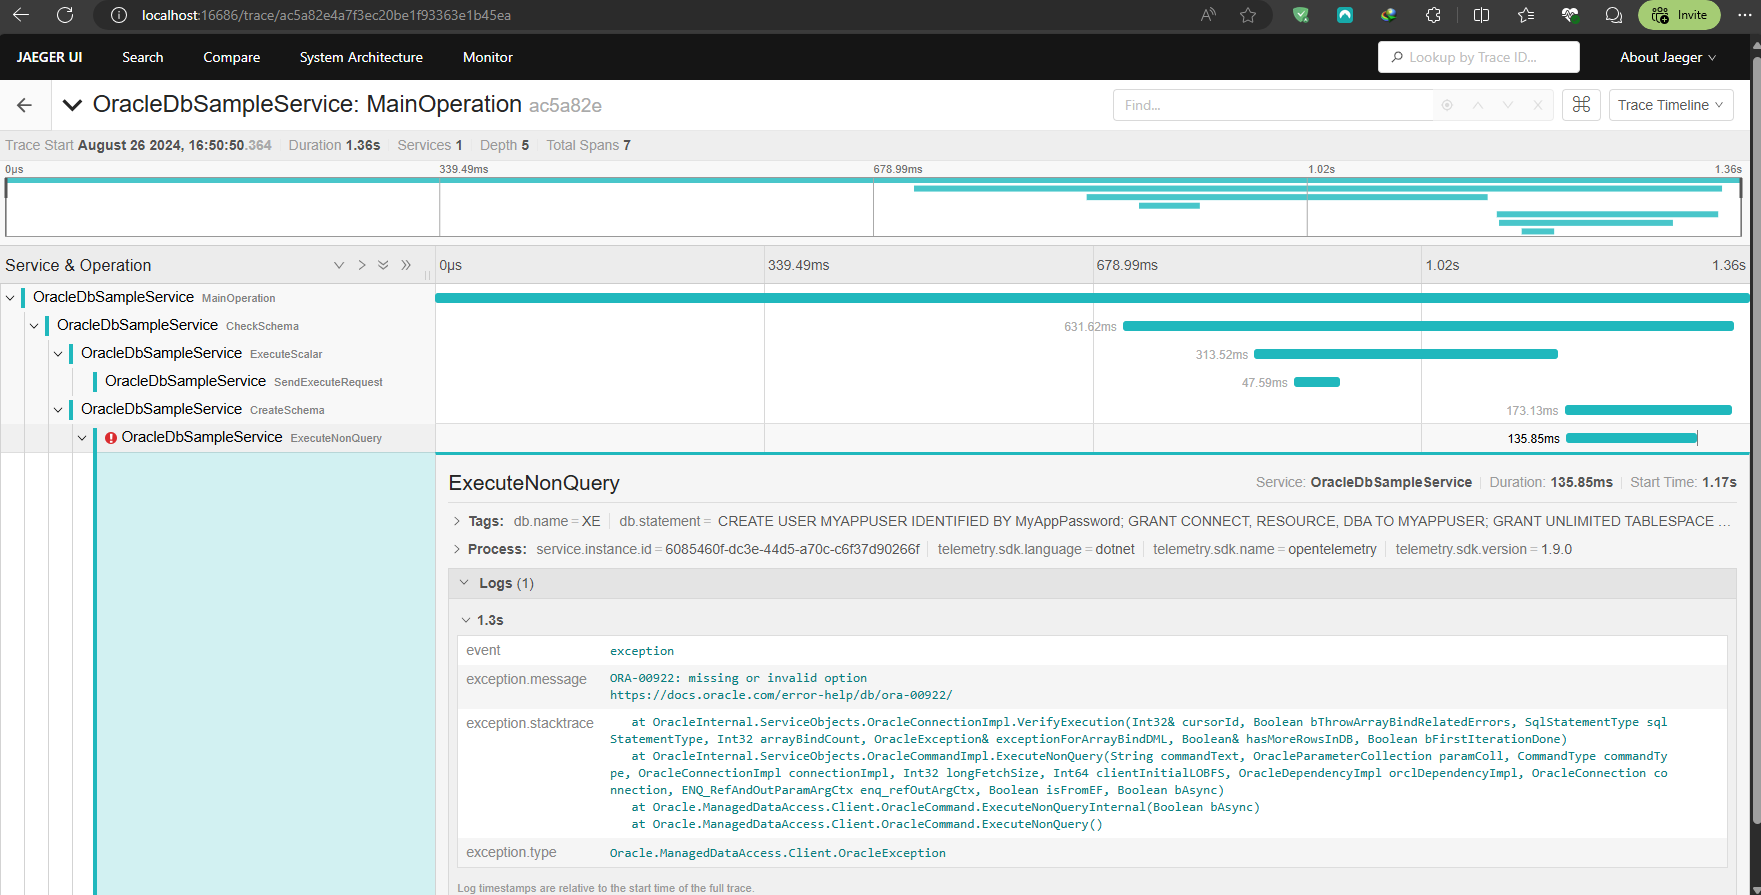 localhost:16686/trace/ac5a82e4a7f3ec20be1f93363e1b45ea
Invite
JAEGER UI Search Compare System Architecture Monitor Lookup by Trace ID... About Jaeger
OracleDbSampleService: MainOperation ac5a82e Find... Trace Timeline
Trace Start August 26 2024, 16:50:50.364 Duration 1.36s Services 1 Depth 5 Total Spans 7
0μs 339.49ms 678.99ms 1.02s 1.36s
Service & Operation 0μs 339.49ms 678.99ms 1.02s 1.36s
OracleDbSampleService MainOperation
OracleDbSampleService CheckSchema 631.62ms
OracleDbSampleService ExecuteScalar 313.52ms
OracleDbSampleService SendExecuteRequest 47.59ms
OracleDbSampleService CreateSchema 173.13ms
OracleDbSampleService ExecuteNonQuery 135.85ms
ExecuteNonQuery Service: OracleDbSampleService Duration: 135.85ms Start Time: 1.17s
Tags: db.name = XE db.statement = CREATE USER MYAPPUSER IDENTIFIED BY MyAppPassword; GRANT CONNECT, RESOURCE, DBA TO MYAPPUSER; GRANT UNLIMITED TABLESPACE ...
Process: service.instance.id = 6085460f-dc3e-44d5-a70c-c6f37d90266f telemetry.sdk.language = dotnet telemetry.sdk.name = opentelemetry telemetry.sdk.version = 1.9.0
Logs (1)
1.3s
event exception
exception.message ORA-00922: missing or invalid option
https://docs.oracle.com/error-help/db/ora-00922/
exception.stacktrace at OracleInternal.ServiceObjects.OracleConnectionImpl.VerifyExecution(Int32& cursorId, Boolean bThrowArrayBindRelatedErrors, SqlStatementType sql
StatementType, Int32 arrayBindCount, OracleException& exceptionForArrayBindDML, Boolean& hasMoreRowsInDB, Boolean bFirstIterationDone)
at OracleInternal.ServiceObjects.OracleCommandImpl.ExecuteNonQuery(String commandText, OracleParameterCollection paramColl, CommandType commandTy
pe, OracleConnectionImpl connectionImpl, Int32 longFetchSize, Int64 clientInitialLOBFS, OracleDependencyImpl orclDependencyImpl, OracleConnection co
nnection, ENQ_RefAndOutParamArgCtx enq_refOutArgCtx, Boolean isFromEF, Boolean bAsync)
at Oracle.ManagedDataAccess.Client.OracleCommand.ExecuteNonQueryInternal(Boolean bAsync)
at Oracle.ManagedDataAccess.Client.OracleCommand.ExecuteNonQuery()
exception.type Oracle.ManagedDataAccess.Client.OracleException
Log timestamps are relative to the start time of the full trace.